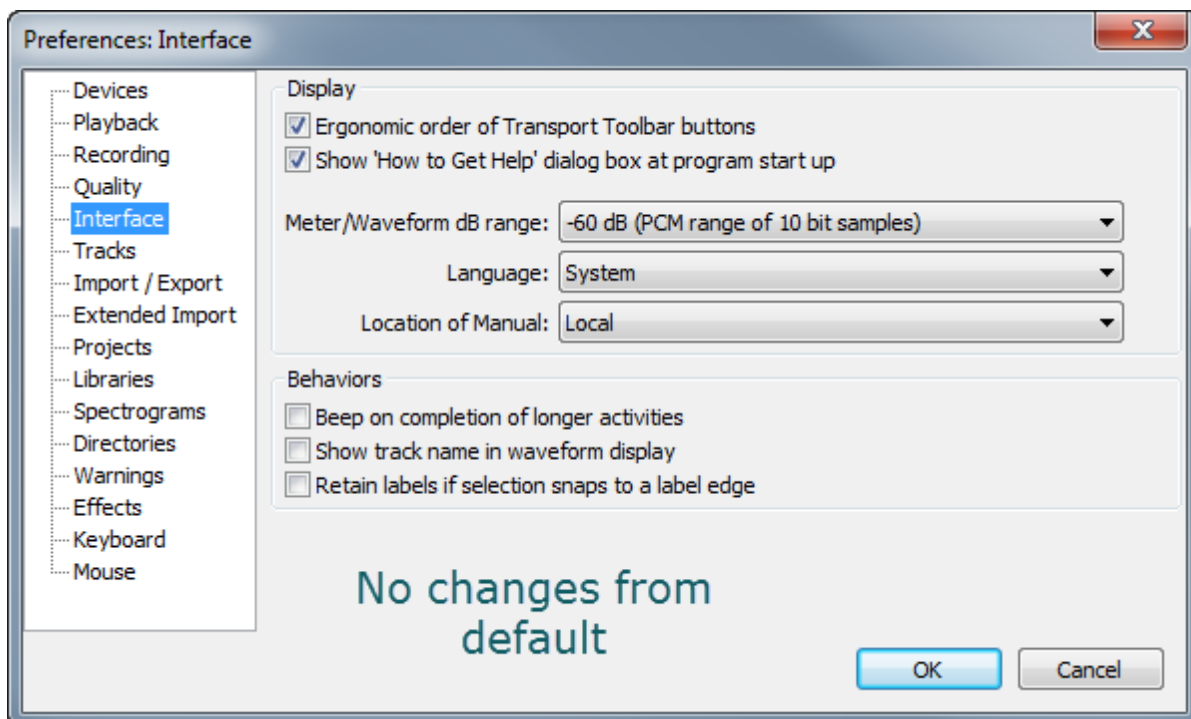 Preferences: Interface
Devices
Playback
Recording
Quality
Interface
Tracks
Import / Export
Extended Import
Projects
Libraries
Spectrograms
Directories
Warnings
Effects
Keyboard
Mouse
Display
Ergonomic order of Transport Toolbar buttons
Show 'How to Get Help' dialog box at program start up
Meter/Waveform dB range: -60 dB (PCM range of 10 bit samples)
Language: System
Location of Manual: Local
Behaviors
Beep on completion of longer activities
Show track name in waveform display
Retain labels if selection snaps to a label edge
No changes from
default
OK Cancel